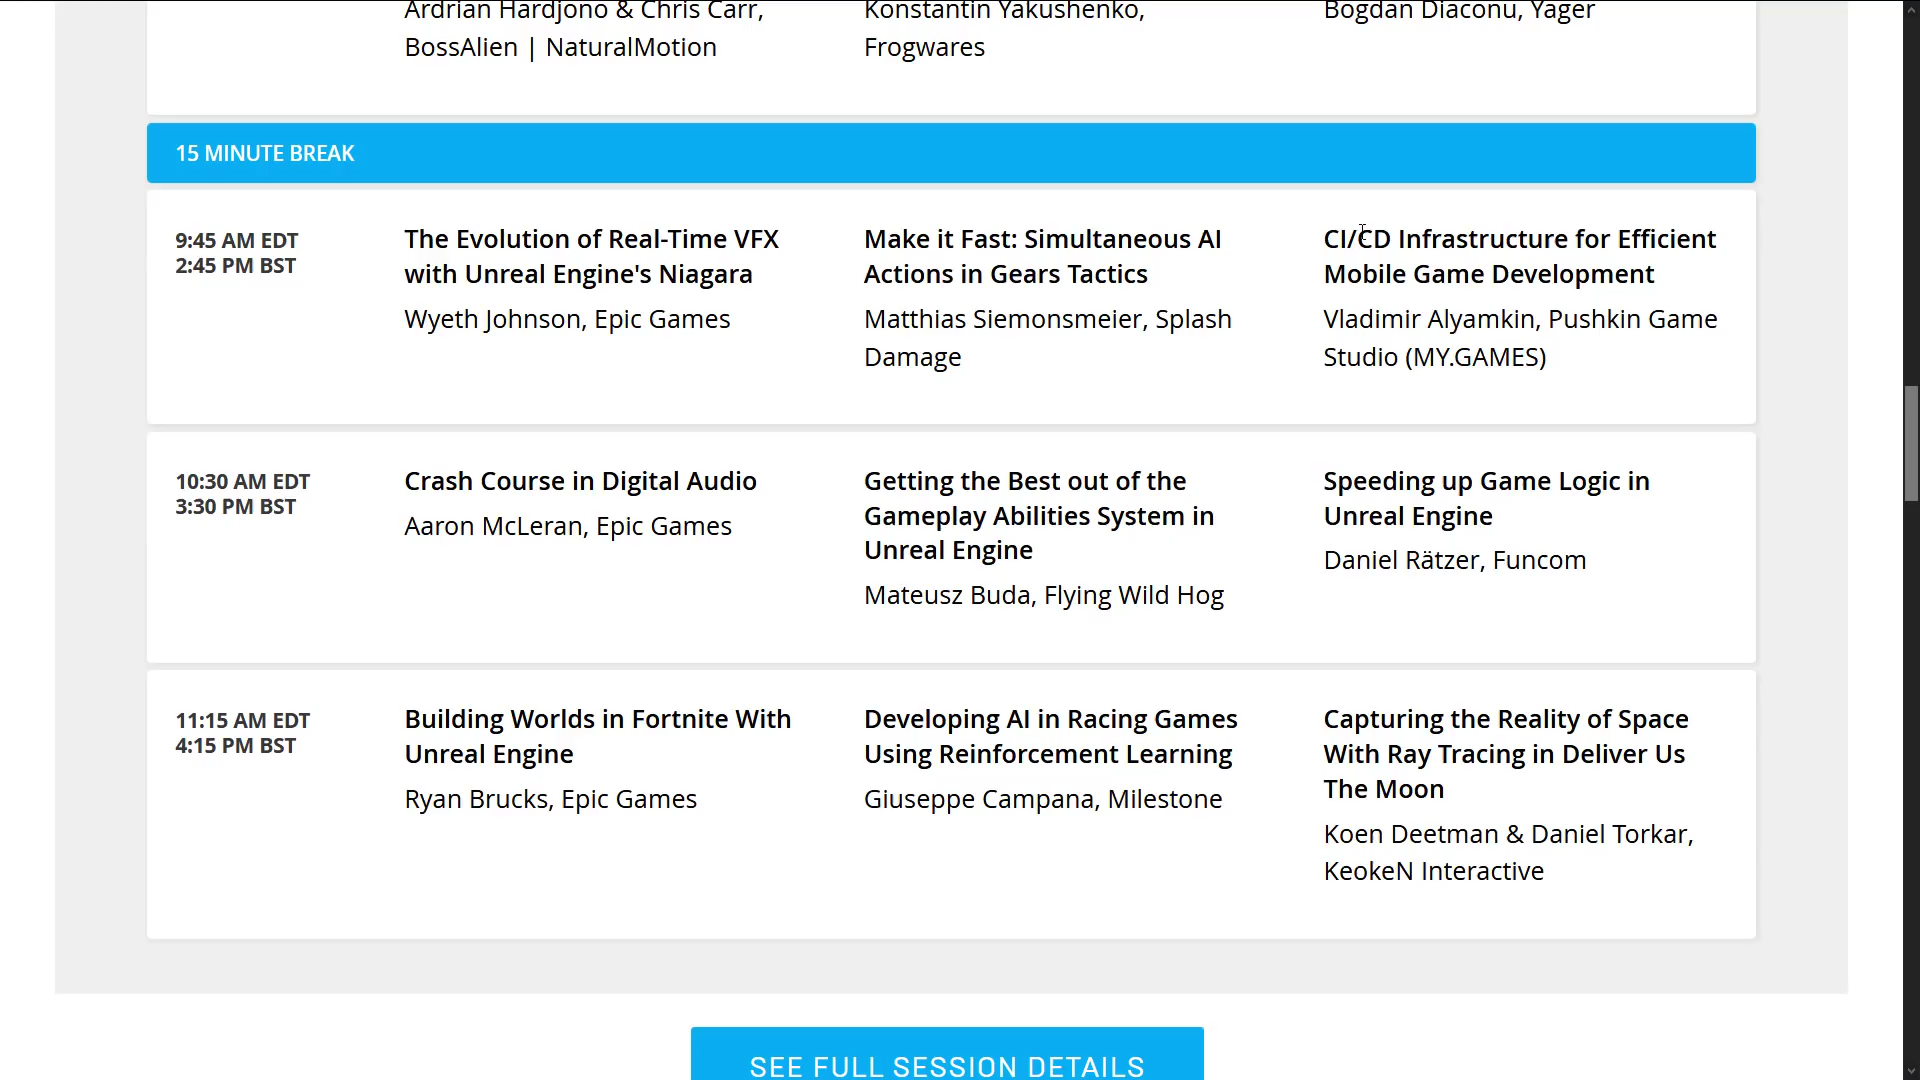 Ardrian Hardjono & Chris Carr,
BossAlien | NaturalMotion
Konstantin Yakushenko,
Frogwares
Bogdan Diaconu, Yager
15 MINUTE BREAK
9:45 AM EDT
2:45 PM BST
The Evolution of Real-Time VFX
with Unreal Engine's Niagara
Wyeth Johnson, Epic Games
Make it Fast: Simultaneous AI
Actions in Gears Tactics
Matthias Siemonsmeier, Splash
Damage
CI/CD Infrastructure for Efficient
Mobile Game Development
Vladimir Alyamkin, Pushkin Game
Studio (MY.GAMES)
10:30 AM EDT
3:30 PM BST
Crash Course in Digital Audio
Aaron McLeran, Epic Games
Getting the Best out of the
Gameplay Abilities System in
Unreal Engine
Mateusz Buda, Flying Wild Hog
Speeding up Game Logic in
Unreal Engine
Daniel Rätzer, Funcom
11:15 AM EDT
4:15 PM BST
Building Worlds in Fortnite With
Unreal Engine
Ryan Brucks, Epic Games
Developing AI in Racing Games
Using Reinforcement Learning
Giuseppe Campana, Milestone
Capturing the Reality of Space
With Ray Tracing in Deliver Us
The Moon
Koen Deetman & Daniel Torkar,
KeokeN Interactive
SEE FULL SESSION DETAILS